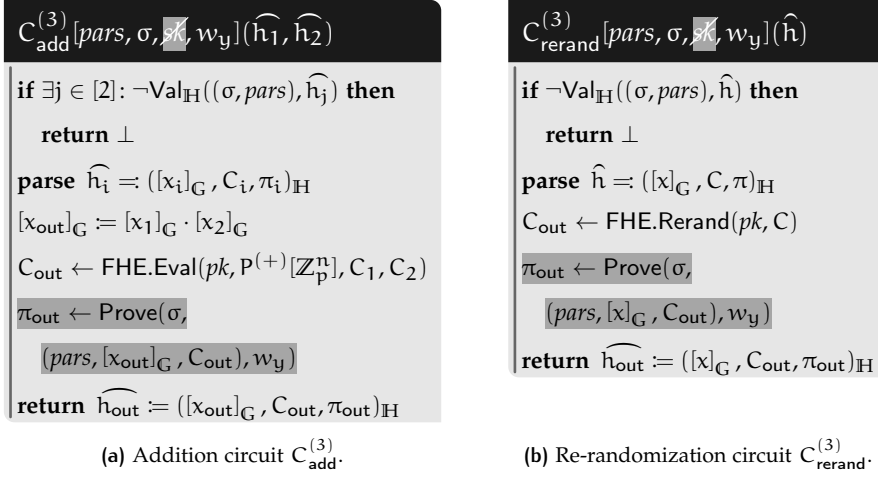 C_add^(3)[pars, σ, s̸k̸, w_y](ĥ_1, ĥ_2)
if ∃j ∈ [2]: ¬Val_ℍ((σ, pars), ĥ_j) then
return ⊥
parse ĥ_i =: ([x_i]_𝔾, C_i, π_i)_ℍ
[x_out]_𝔾 := [x_1]_𝔾 · [x_2]_𝔾
C_out ← FHE.Eval(pk, P^(+)[ℤ_p^n], C_1, C_2)
π_out ← Prove(σ,
(pars, [x_out]_𝔾, C_out), w_y)
return ĥ_out := ([x_out]_𝔾, C_out, π_out)_ℍ
(a) Addition circuit C_add^(3).
C_rerand^(3)[pars, σ, s̸k̸, w_y](ĥ)
if ¬Val_ℍ((σ, pars), ĥ) then
return ⊥
parse ĥ =: ([x]_𝔾, C, π)_ℍ
C_out ← FHE.Rerand(pk, C)
π_out ← Prove(σ,
(pars, [x]_𝔾, C_out), w_y)
return ĥ_out := ([x]_𝔾, C_out, π_out)_ℍ
(b) Re-randomization circuit C_rerand^(3).